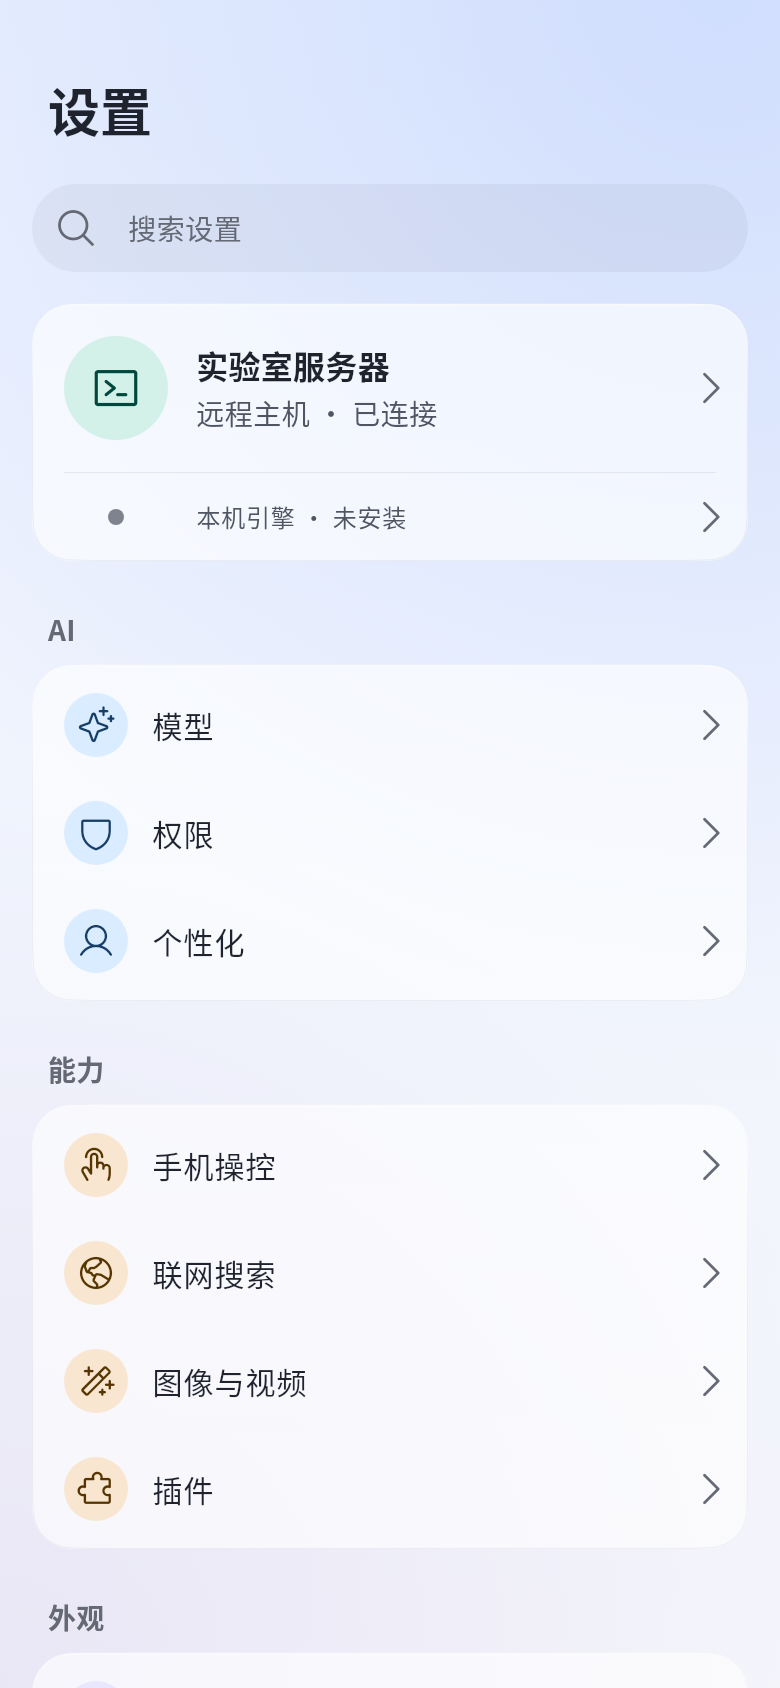 设置
搜索设置
实验室服务器
远程主机 · 已连接
本机引擎 · 未安装
AI
模型
权限
个性化
能力
手机操控
联网搜索
图像与视频
插件
外观